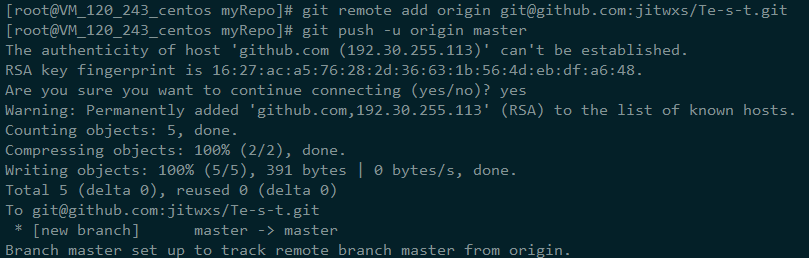 [root@VM_120_243_centos myRepo]# git remote add origin git@github.com:jitwxs/Te-s-t.git
[root@VM_120_243_centos myRepo]# git push -u origin master
The authenticity of host 'github.com (192.30.255.113)' can't be established.
RSA key fingerprint is 16:27:ac:a5:76:28:2d:36:63:1b:56:4d:eb:df:a6:48.
Are you sure you want to continue connecting (yes/no)? yes
Warning: Permanently added 'github.com,192.30.255.113' (RSA) to the list of known hosts.
Counting objects: 5, done.
Compressing objects: 100% (2/2), done.
Writing objects: 100% (5/5), 391 bytes | 0 bytes/s, done.
Total 5 (delta 0), reused 0 (delta 0)
To git@github.com:jitwxs/Te-s-t.git
 * [new branch]      master -> master
Branch master set up to track remote branch master from origin.